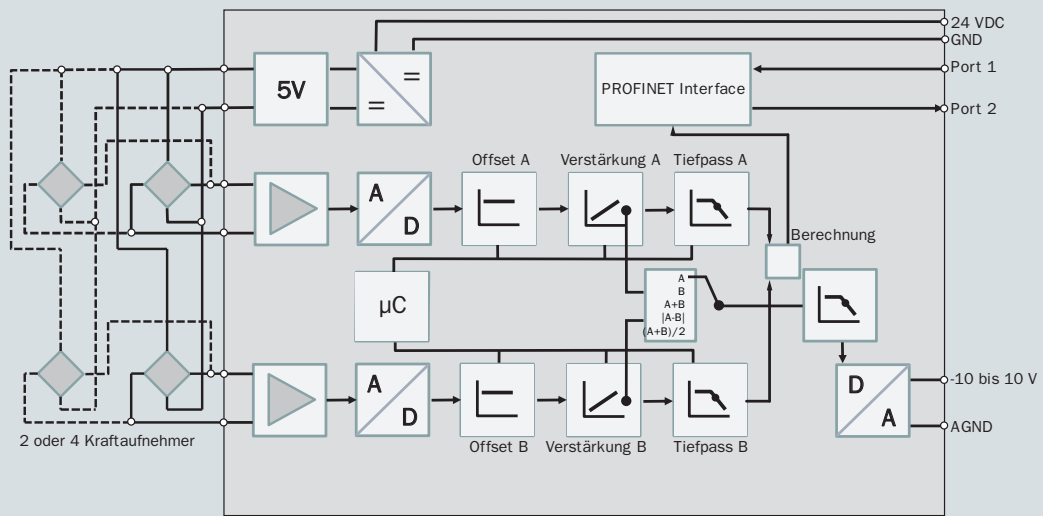 24 VDC
GND
5V
=
=
PROFINET Interface
Port 1
Port 2
Offset A
Verstärkung A
Tiefpass A
A
D
Berechnung
µC
A
B
A+B
|A-B|
(A+B)/2
A
D
D
A
-10 bis 10 V
AGND
2 oder 4 Kraftaufnehmer
Offset B
Verstärkung B
Tiefpass B